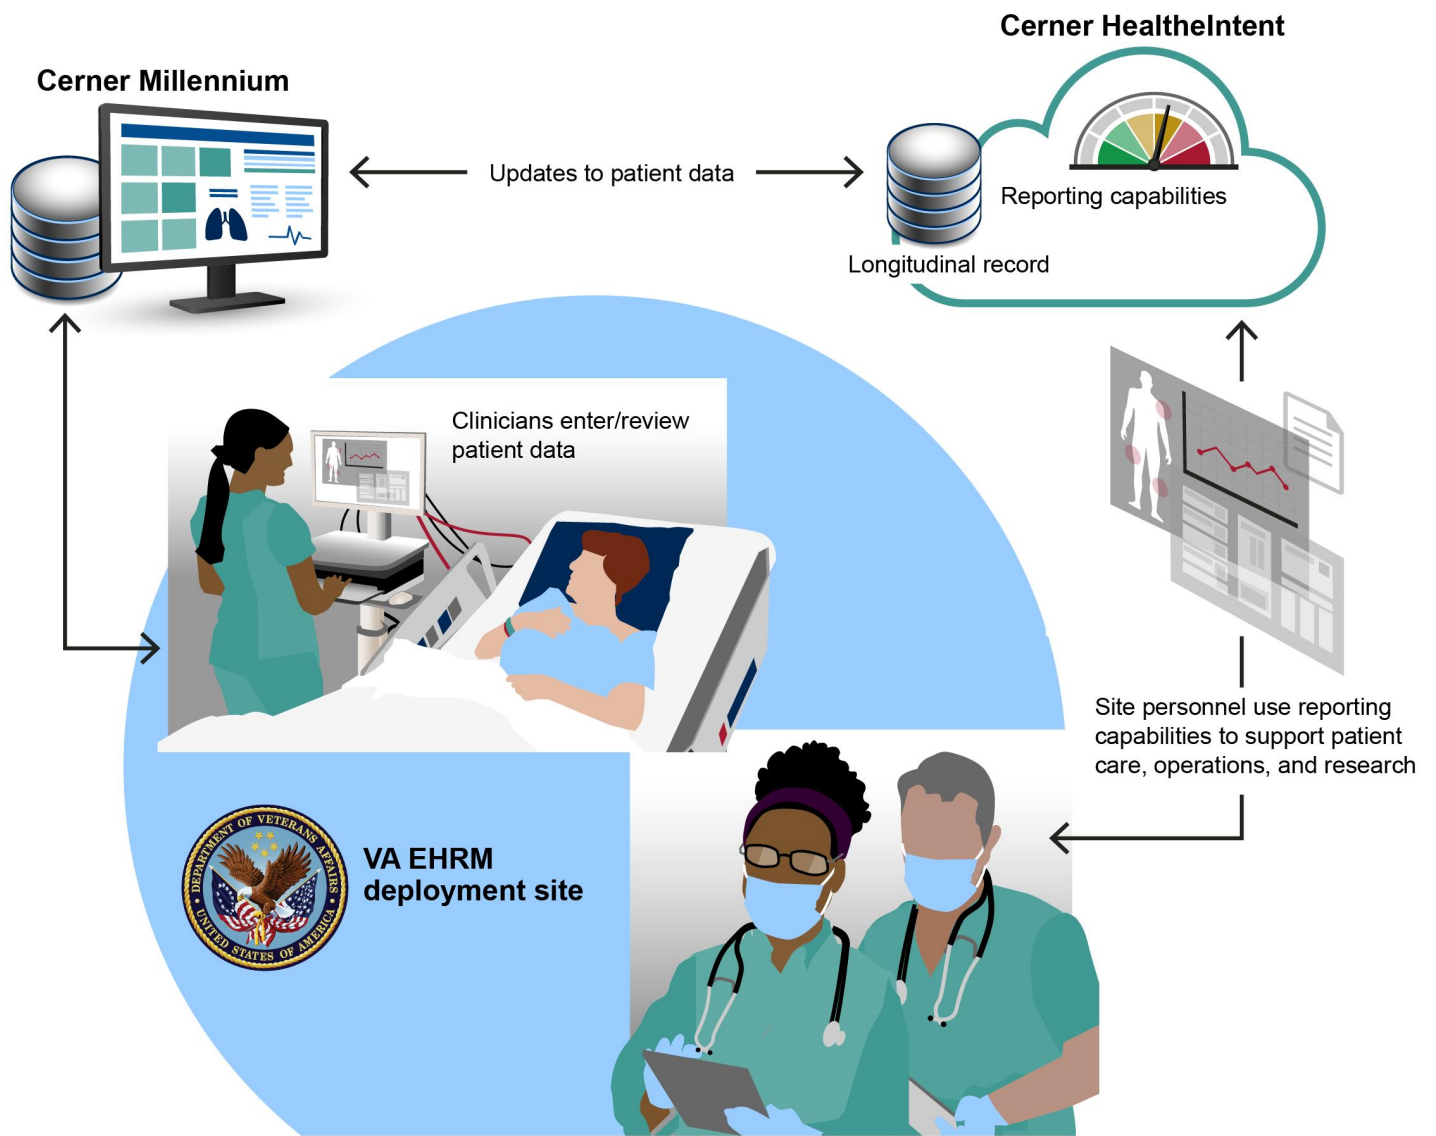 Cerner HealtheIntent
Cerner Millennium
Updates to patient data
Reporting capabilities
Longitudinal record
Clinicians enter/review
patient data
Site personnel use reporting
capabilities to support patient
care, operations, and research
VA EHRM
deployment site
DEPARTMENT OF VETERANS AFFAIRS
UNITED STATES OF AMERICA